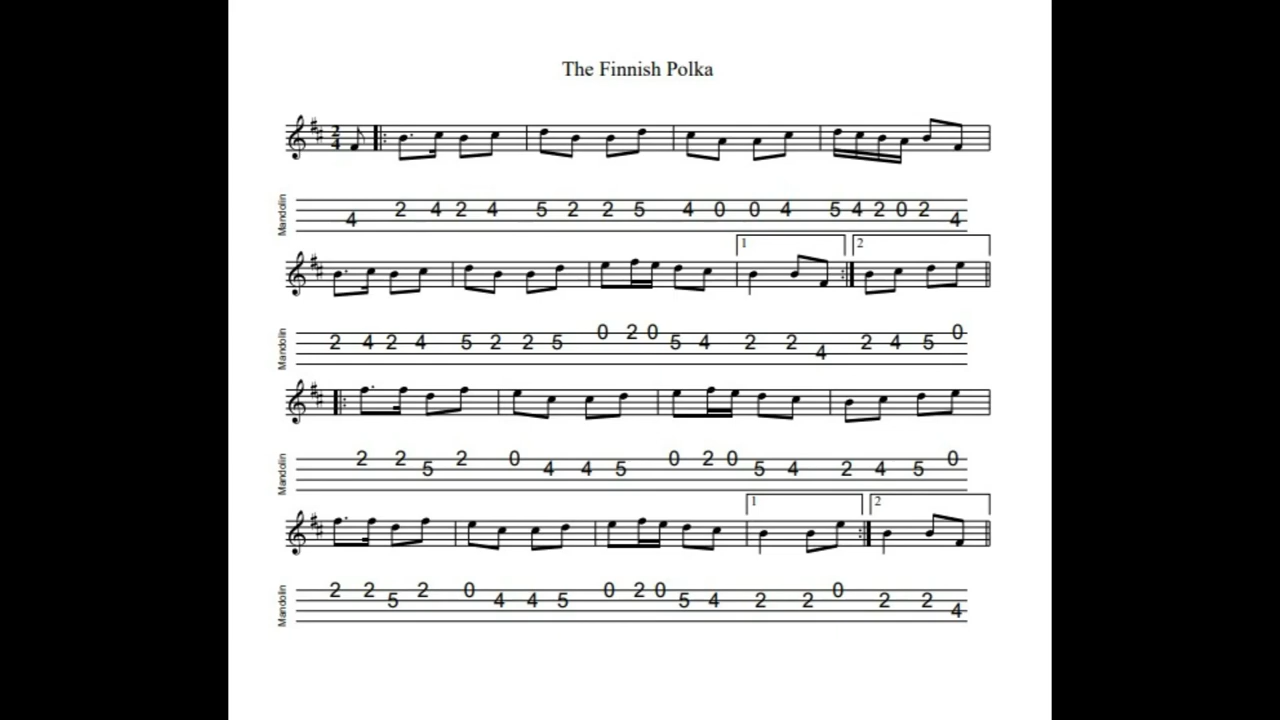 The Finnish Polka
2
4
Mandolin
4 2 4 2 4 5 2 2 5 4 0 0 4 5 4 2 0 2 4
1 2
Mandolin
2 4 2 4 5 2 2 5 0 2 0 5 4 2 2 4 2 4 5 0
Mandolin
2 2 5 2 0 4 4 5 0 2 0 5 4 2 4 5 0
1 2
Mandolin
2 2 5 2 0 4 4 5 0 2 0 5 4 2 2 0 2 2 4